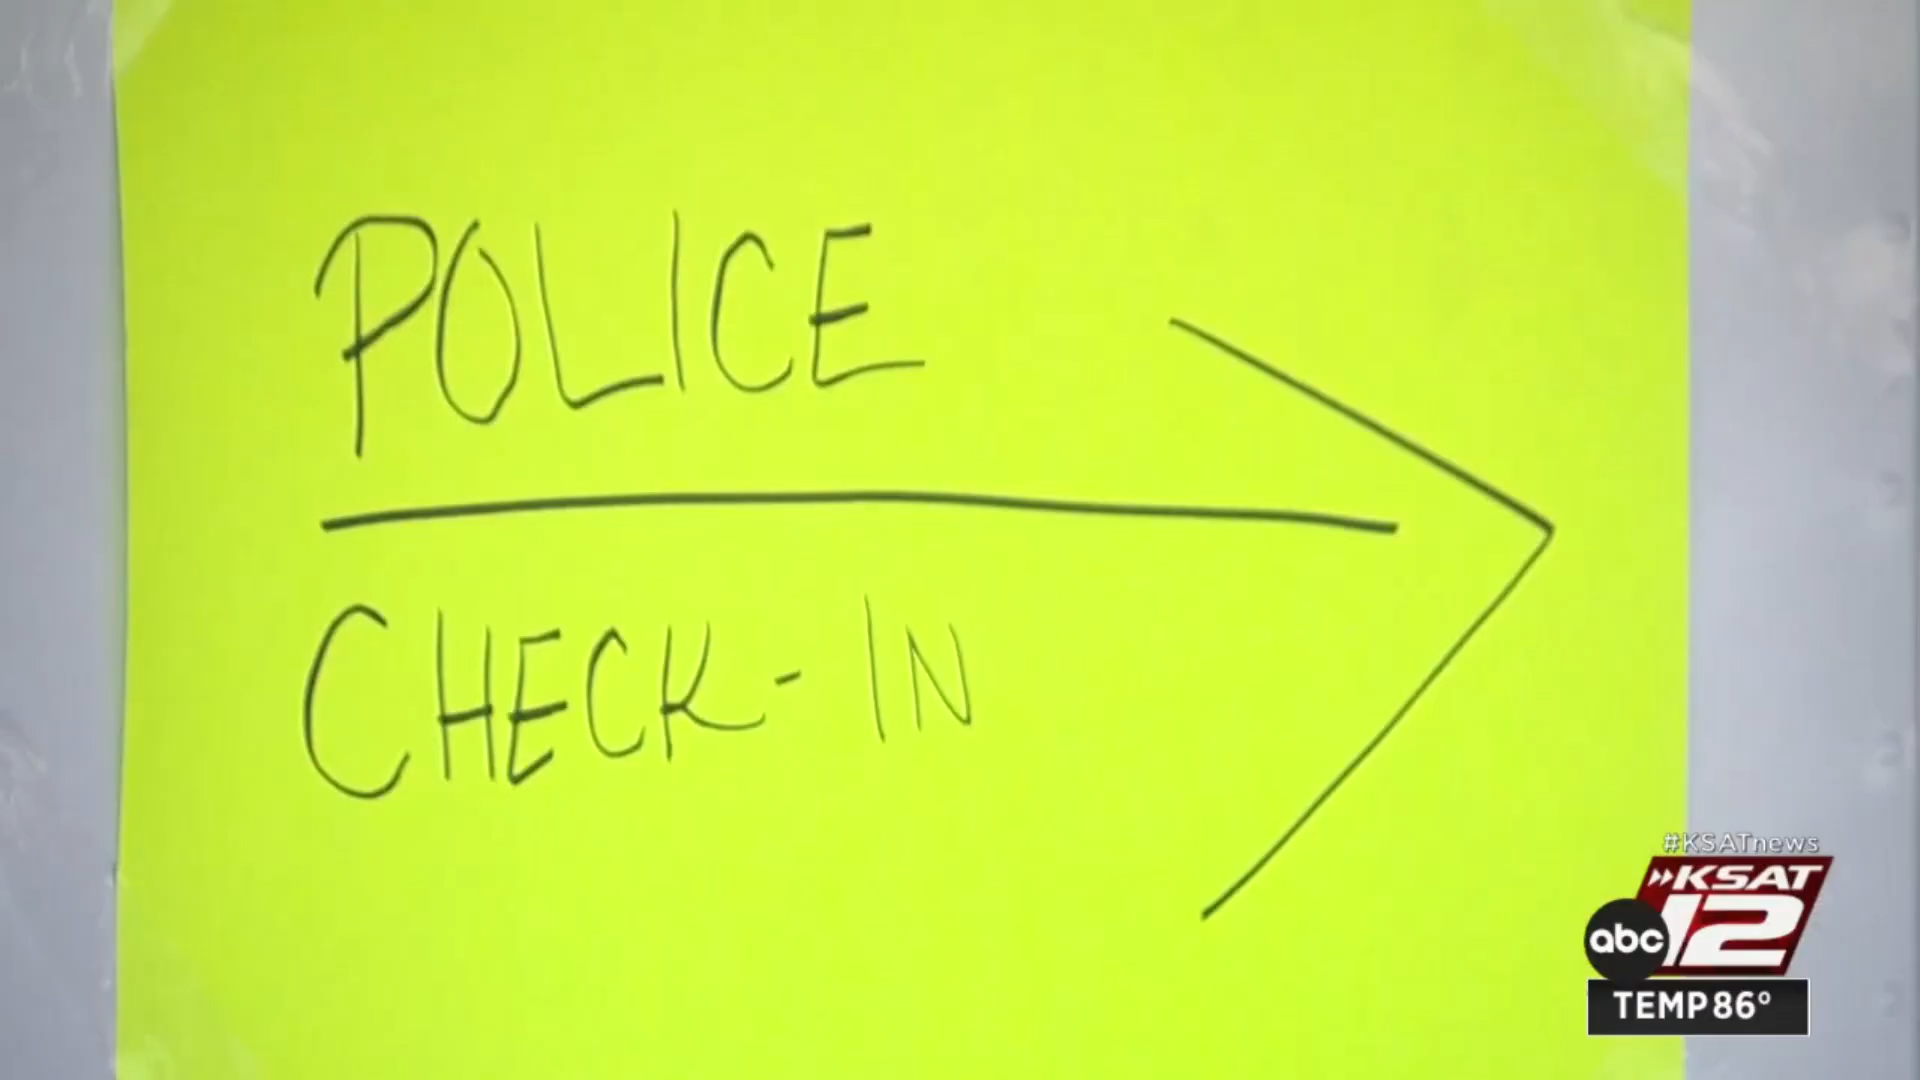 POLICE
CHECK-IN
#KSATnews
KSAT
12
abc
TEMP 86°